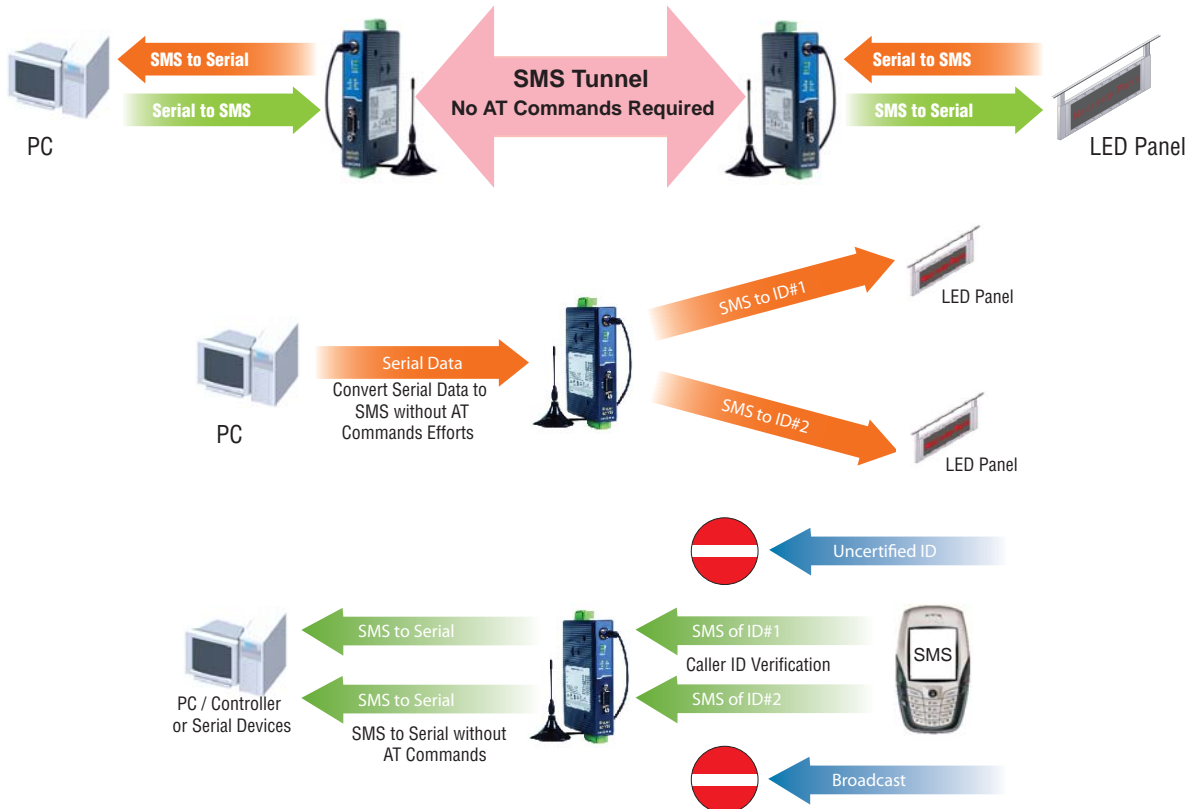 SMS to Serial
Serial to SMS
PC
SMS Tunnel
No AT Commands Required
Serial to SMS
SMS to Serial
LED Panel
SMS to ID#1
LED Panel
Serial Data
Convert Serial Data to
SMS without AT
Commands Efforts
PC
SMS to ID#2
LED Panel
Uncertified ID
SMS to Serial
SMS of ID#1
SMS
Caller ID Verification
SMS to Serial
SMS of ID#2
PC / Controller
or Serial Devices
SMS to Serial without
AT Commands
Broadcast